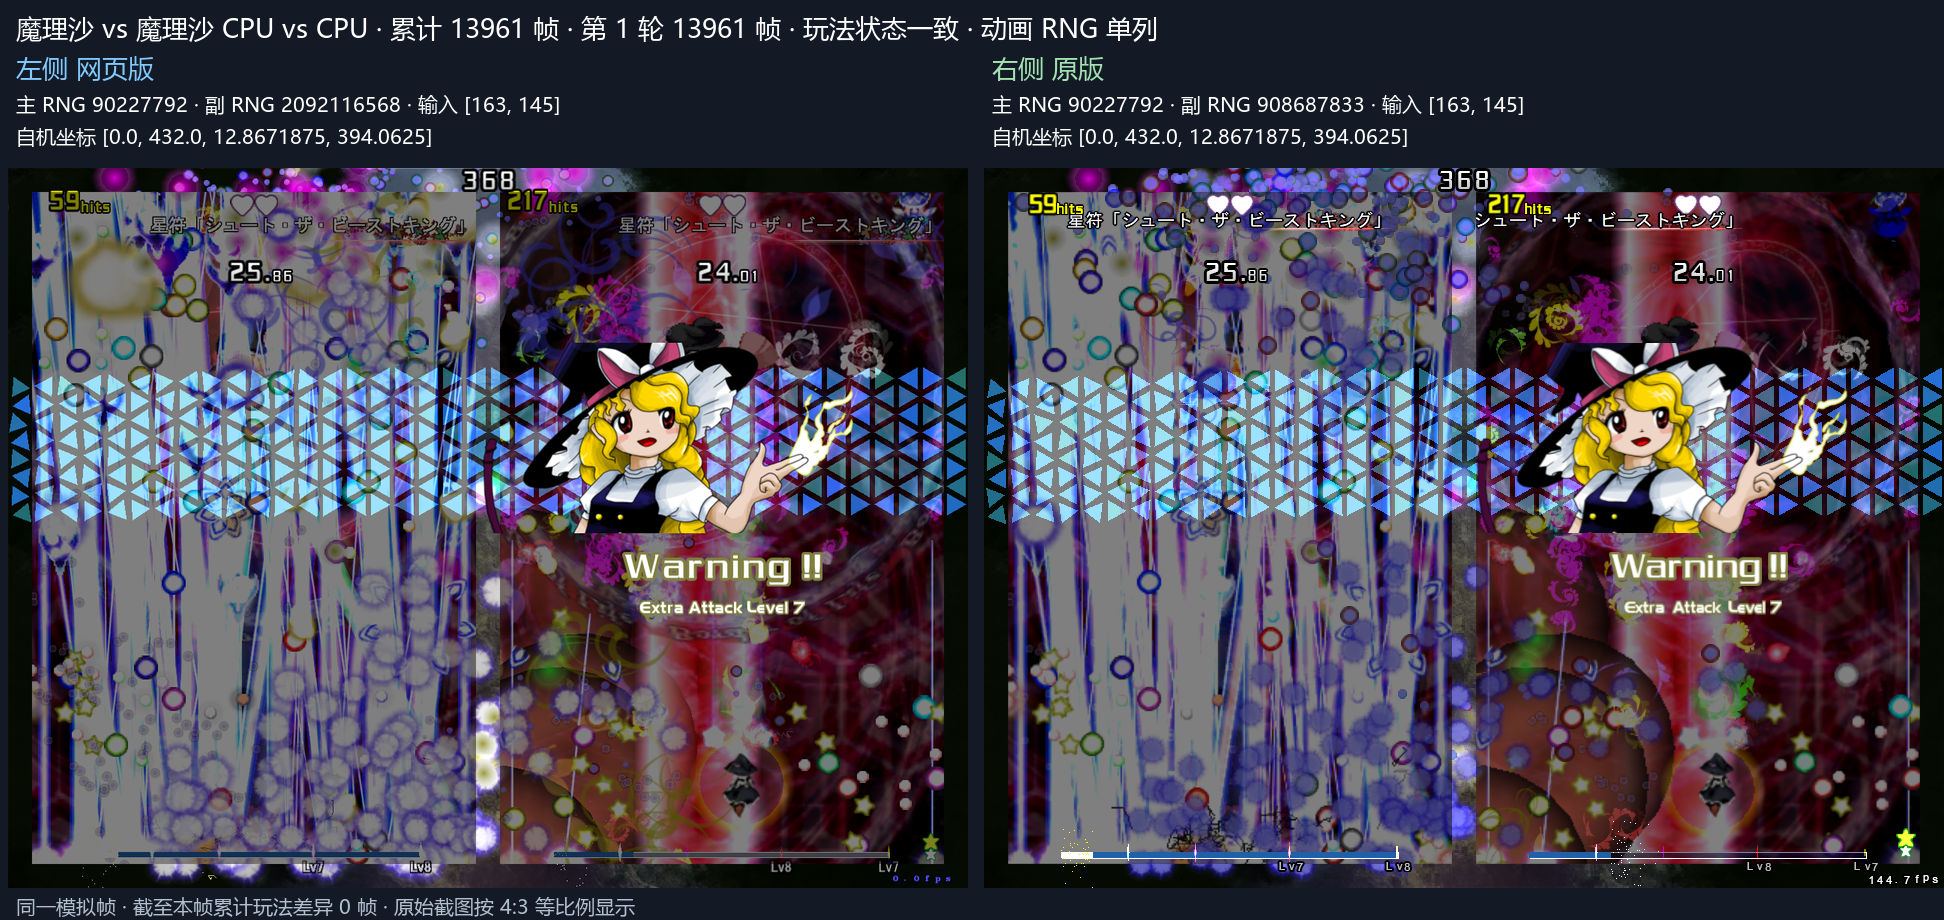 魔理沙 vs 魔理沙 CPU vs CPU · 累计 13961 帧 · 第 1 轮 13961 帧 · 玩法状态一致 · 动画 RNG 单列
左侧 网页版
主 RNG 90227792 · 副 RNG 2092116568 · 输入 [163, 145]
自机坐标 [0.0, 432.0, 12.8671875, 394.0625]
右侧 原版
主 RNG 90227792 · 副 RNG 908687833 · 输入 [163, 145]
自机坐标 [0.0, 432.0, 12.8671875, 394.0625]
368
59hits
217hits
星符「シュート・ザ・ビーストキング」
星符「シュート・ザ・ビーストキング」
25.86
24.01
Warning !!
Extra Attack Level 7
Lv7
Lv8
Lv8
Lv7
0.0fps
368
59hits
217hits
星符「シュート・ザ・ビーストキング」
シュート・ザ・ビーストキング」
25.86
24.01
Warning !!
Extra Attack Level 7
Lv7
Lv8
Lv8
Lv7
144.7fps
同一模拟帧 · 截至本帧累计玩法差异 0 帧 · 原始截图按 4:3 等比例显示